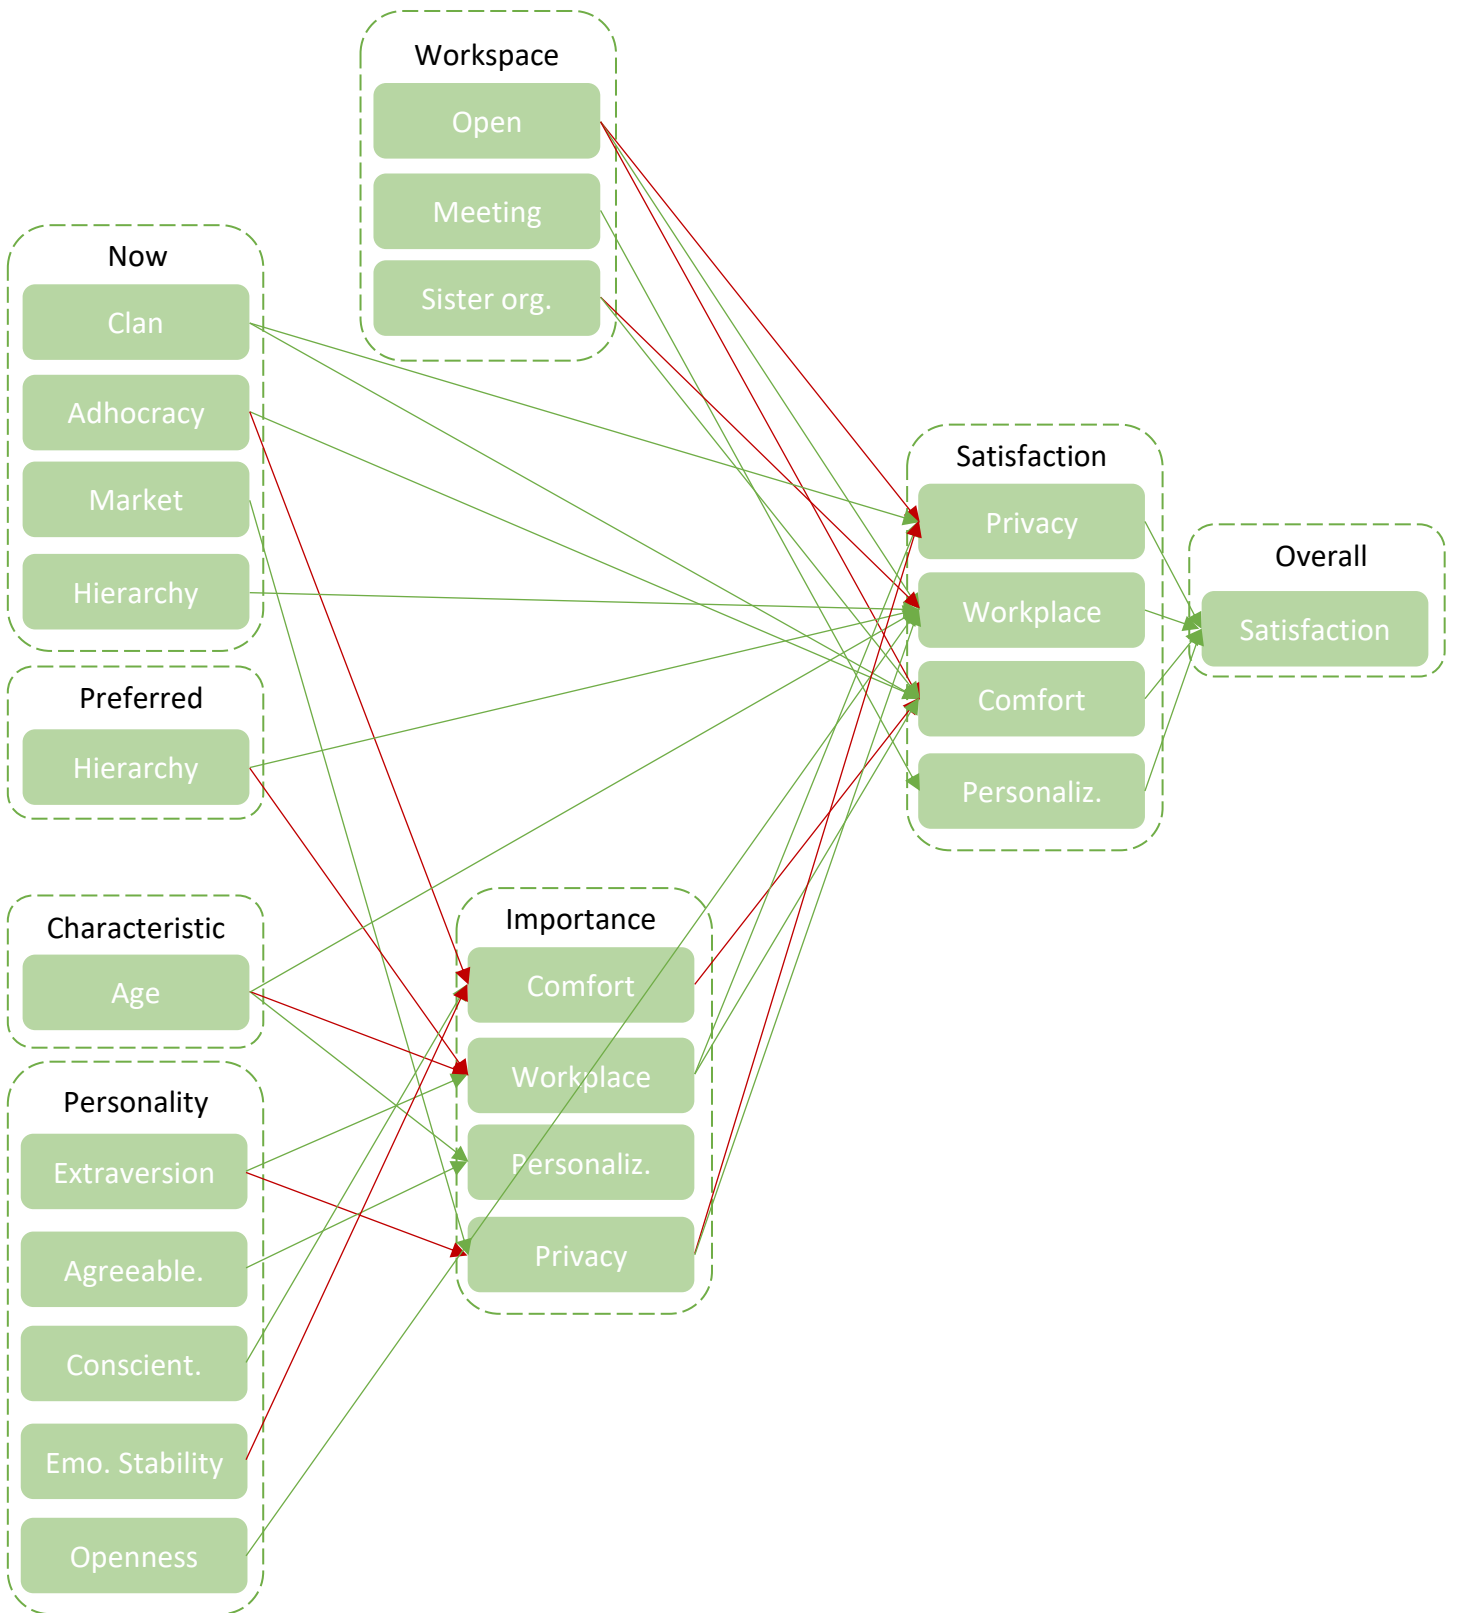 Workspace
Open
Meeting
Sister org.
Now
Clan
Adhocracy
Market
Hierarchy
Preferred
Hierarchy
Characteristic
Age
Personality
Extraversion
Agreeable.
Conscient.
Emo. Stability
Openness
Importance
Comfort
Workplace
Personaliz.
Privacy
Satisfaction
Privacy
Workplace
Comfort
Personaliz.
Overall
Satisfaction